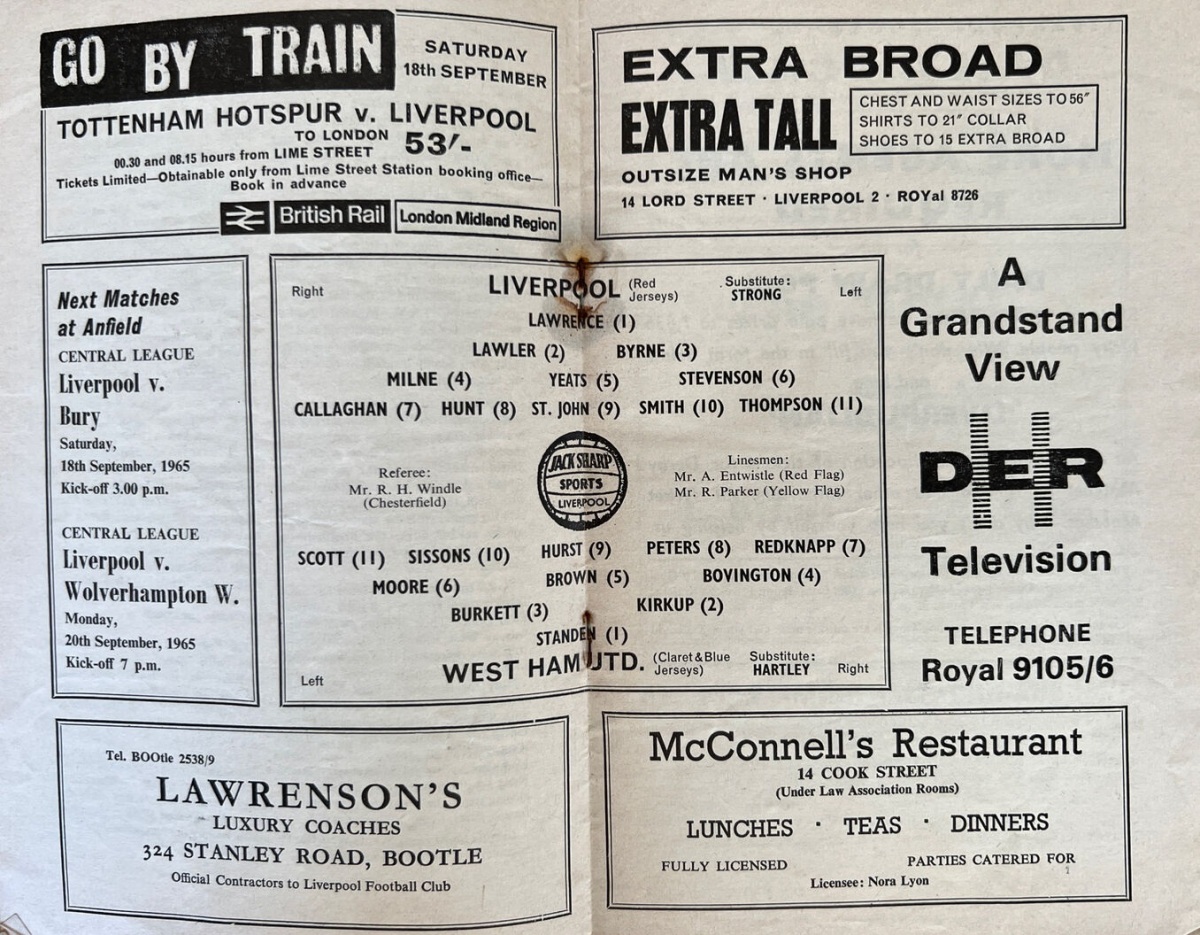 GO BY TRAIN
SATURDAY
18th SEPTEMBER
TOTTENHAM HOTSPUR v. LIVERPOOL
TO LONDON 53/-
00.30 and 08.15 hours from LIME STREET
Tickets Limited—Obtainable only from Lime Street Station booking office—
Book in advance
British Rail London Midland Region
EXTRA BROAD
EXTRA TALL
CHEST AND WAIST SIZES TO 56″
SHIRTS TO 21″ COLLAR
SHOES TO 15 EXTRA BROAD
OUTSIZE MAN'S SHOP
14 LORD STREET · LIVERPOOL 2 · ROYal 8726
Next Matches
at Anfield
CENTRAL LEAGUE
Liverpool v.
Bury
Saturday,
18th September, 1965
Kick-off 3.00 p.m.
CENTRAL LEAGUE
Liverpool v.
Wolverhampton W.
Monday,
20th September, 1965
Kick-off 7 p.m.
Right LIVERPOOL (Red Jerseys) Substitute: STRONG Left
LAWRENCE (1)
LAWLER (2) BYRNE (3)
MILNE (4) YEATS (5) STEVENSON (6)
CALLAGHAN (7) HUNT (8) ST. JOHN (9) SMITH (10) THOMPSON (11)
Referee:
Mr. R. H. Windle
(Chesterfield)
JACK SHARP
SPORTS
LIVERPOOL
Linesmen:
Mr. A. Entwistle (Red Flag)
Mr. R. Parker (Yellow Flag)
SCOTT (11) SISSONS (10) HURST (9) PETERS (8) REDKNAPP (7)
MOORE (6) BROWN (5) BOVINGTON (4)
BURKETT (3) KIRKUP (2)
STANDEN (1)
Left WEST HAM UTD. (Claret & Blue Jerseys) Substitute: HARTLEY Right
A
Grandstand
View
DER
Television
TELEPHONE
Royal 9105/6
Tel. BOOtle 2538/9
LAWRENSON'S
LUXURY COACHES
324 STANLEY ROAD, BOOTLE
Official Contractors to Liverpool Football Club
McConnell's Restaurant
14 COOK STREET
(Under Law Association Rooms)
LUNCHES · TEAS · DINNERS
FULLY LICENSED PARTIES CATERED FOR
Licensee: Nora Lyon